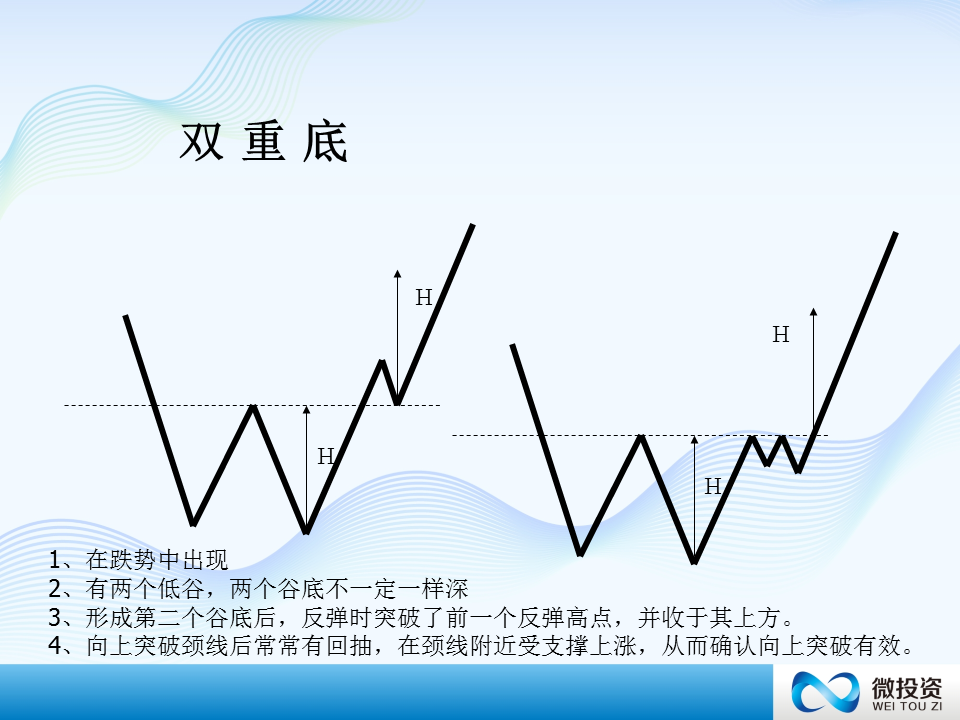 双 重 底
H
H
H
H
1、在跌势中出现
2、有两个低谷，两个谷底不一定一样深
3、形成第二个谷底后，反弹时突破了前一个反弹高点，并收于其上方。
4、向上突破颈线后常常有回抽，在颈线附近受支撑上涨，从而确认向上突破有效。
微投资
WEI TOU ZI